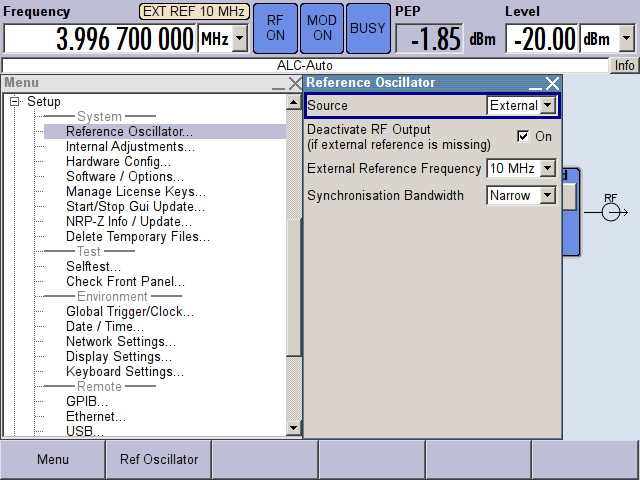 Frequency EXT REF 10 MHz RF ON MOD ON BUSY PEP Level
3.996 700 000 MHz -1.85 dBm -20.00 dBm
ALC-Auto Info
Menu
Setup
System
Reference Oscillator...
Internal Adjustments...
Hardware Config...
Software / Options...
Manage License Keys...
Start/Stop Gui Update...
NRP-Z Info / Update...
Delete Temporary Files...
Test
Selftest...
Check Front Panel...
Environment
Global Trigger/Clock...
Date / Time...
Network Settings...
Display Settings...
Keyboard Settings...
Remote
GPIB...
Ethernet...
USB...
Reference Oscillator
Source External
Deactivate RF Output
(if external reference is missing) On
External Reference Frequency 10 MHz
Synchronisation Bandwidth Narrow
RF
Menu Ref Oscillator